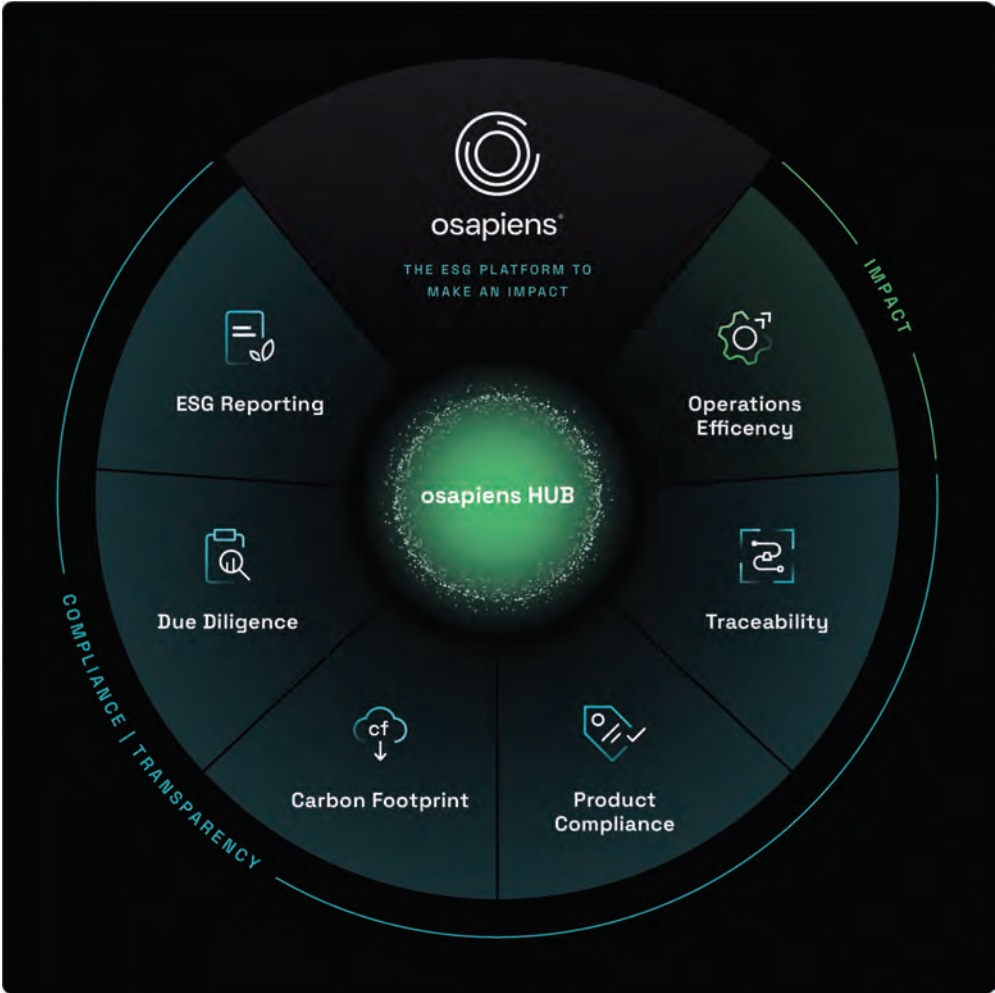 osapiens®
THE ESG PLATFORM TO
MAKE AN IMPACT
IMPACT
ESG Reporting
Operations
Efficency
osapiens HUB
Due Diligence
Traceability
cf
Carbon Footprint
Product
Compliance
COMPLIANCE | TRANSPARENCY